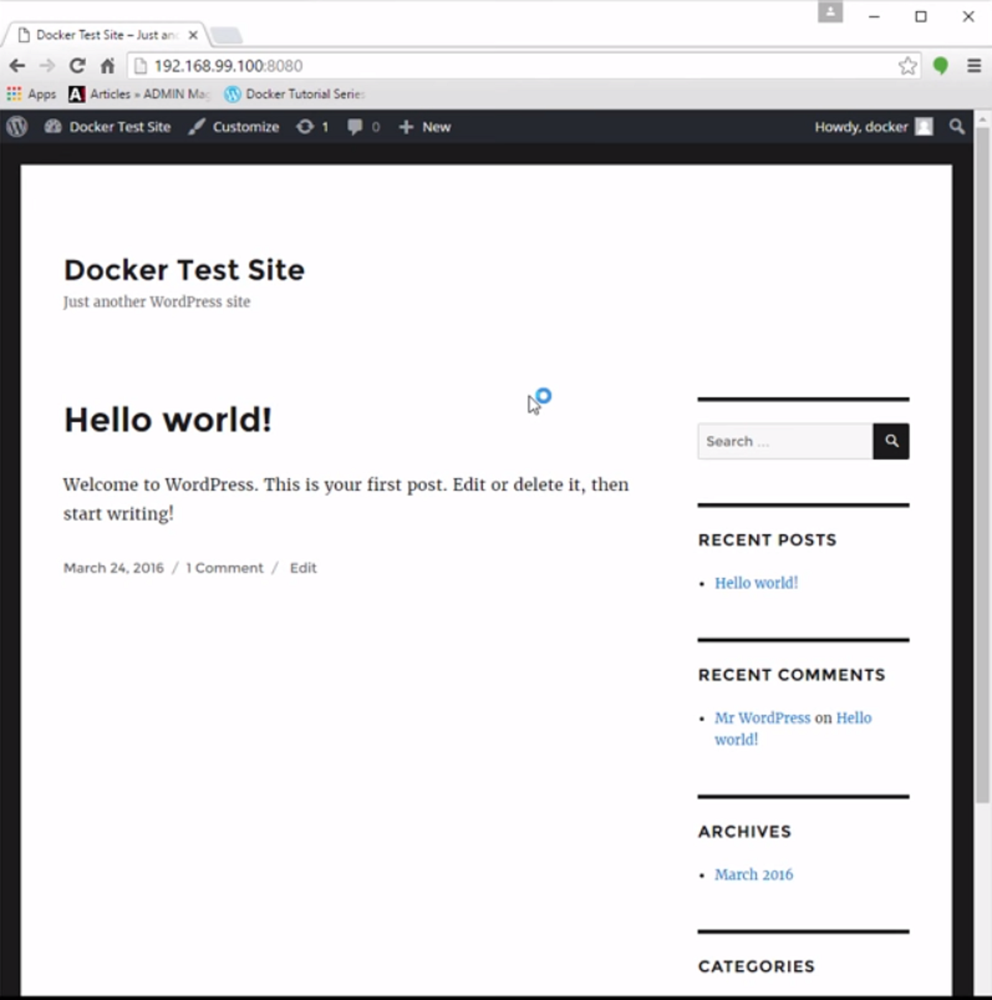 Docker Test Site – Just an
192.168.99.100:8080
Apps Articles » ADMIN Mag Docker Tutorial Series
Docker Test Site Customize 1 0 New Howdy, docker
Docker Test Site
Just another WordPress site
Hello world!
Welcome to WordPress. This is your first post. Edit or delete it, then
start writing!
March 24, 2016 / 1 Comment / Edit
Search ...
RECENT POSTS
• Hello world!
RECENT COMMENTS
• Mr WordPress on Hello
world!
ARCHIVES
• March 2016
CATEGORIES